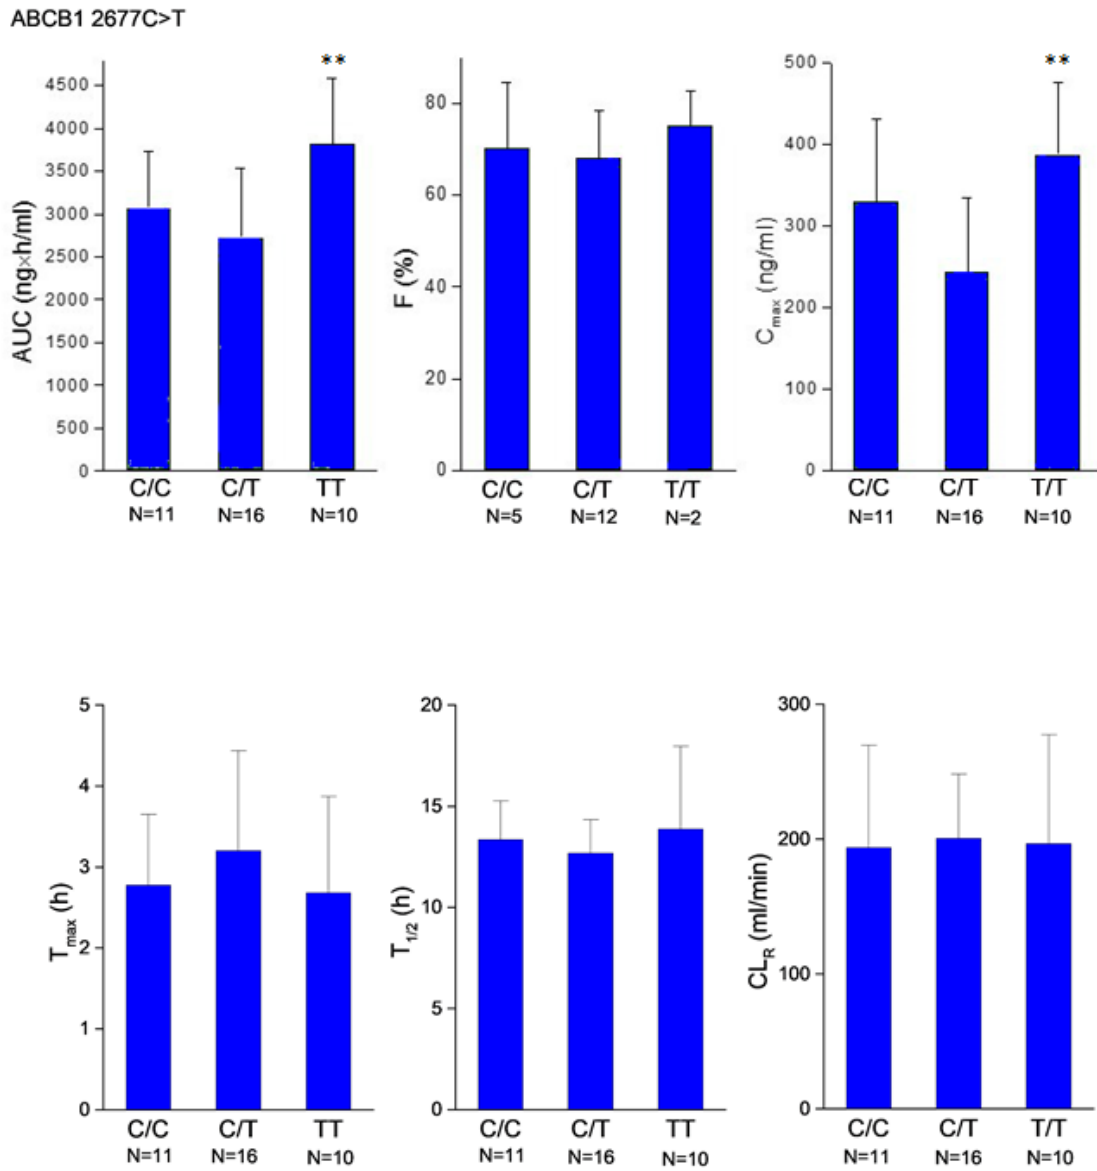 ABCB1 2677C>T
AUC (ng×h/ml)
4500
4000
3500
3000
2500
2000
1500
1000
500
0
**
C/C C/T TT
N=11 N=16 N=10
F (%)
80
60
40
20
0
C/C C/T T/T
N=5 N=12 N=2
Cmax (ng/ml)
500
400
300
200
100
0
**
C/C C/T T/T
N=11 N=16 N=10
Tmax (h)
5
4
3
2
1
0
C/C C/T TT
N=11 N=16 N=10
T1/2 (h)
20
15
10
5
0
C/C C/T TT
N=11 N=16 N=10
CLR (ml/min)
300
200
100
0
C/C C/T T/T
N=11 N=16 N=10